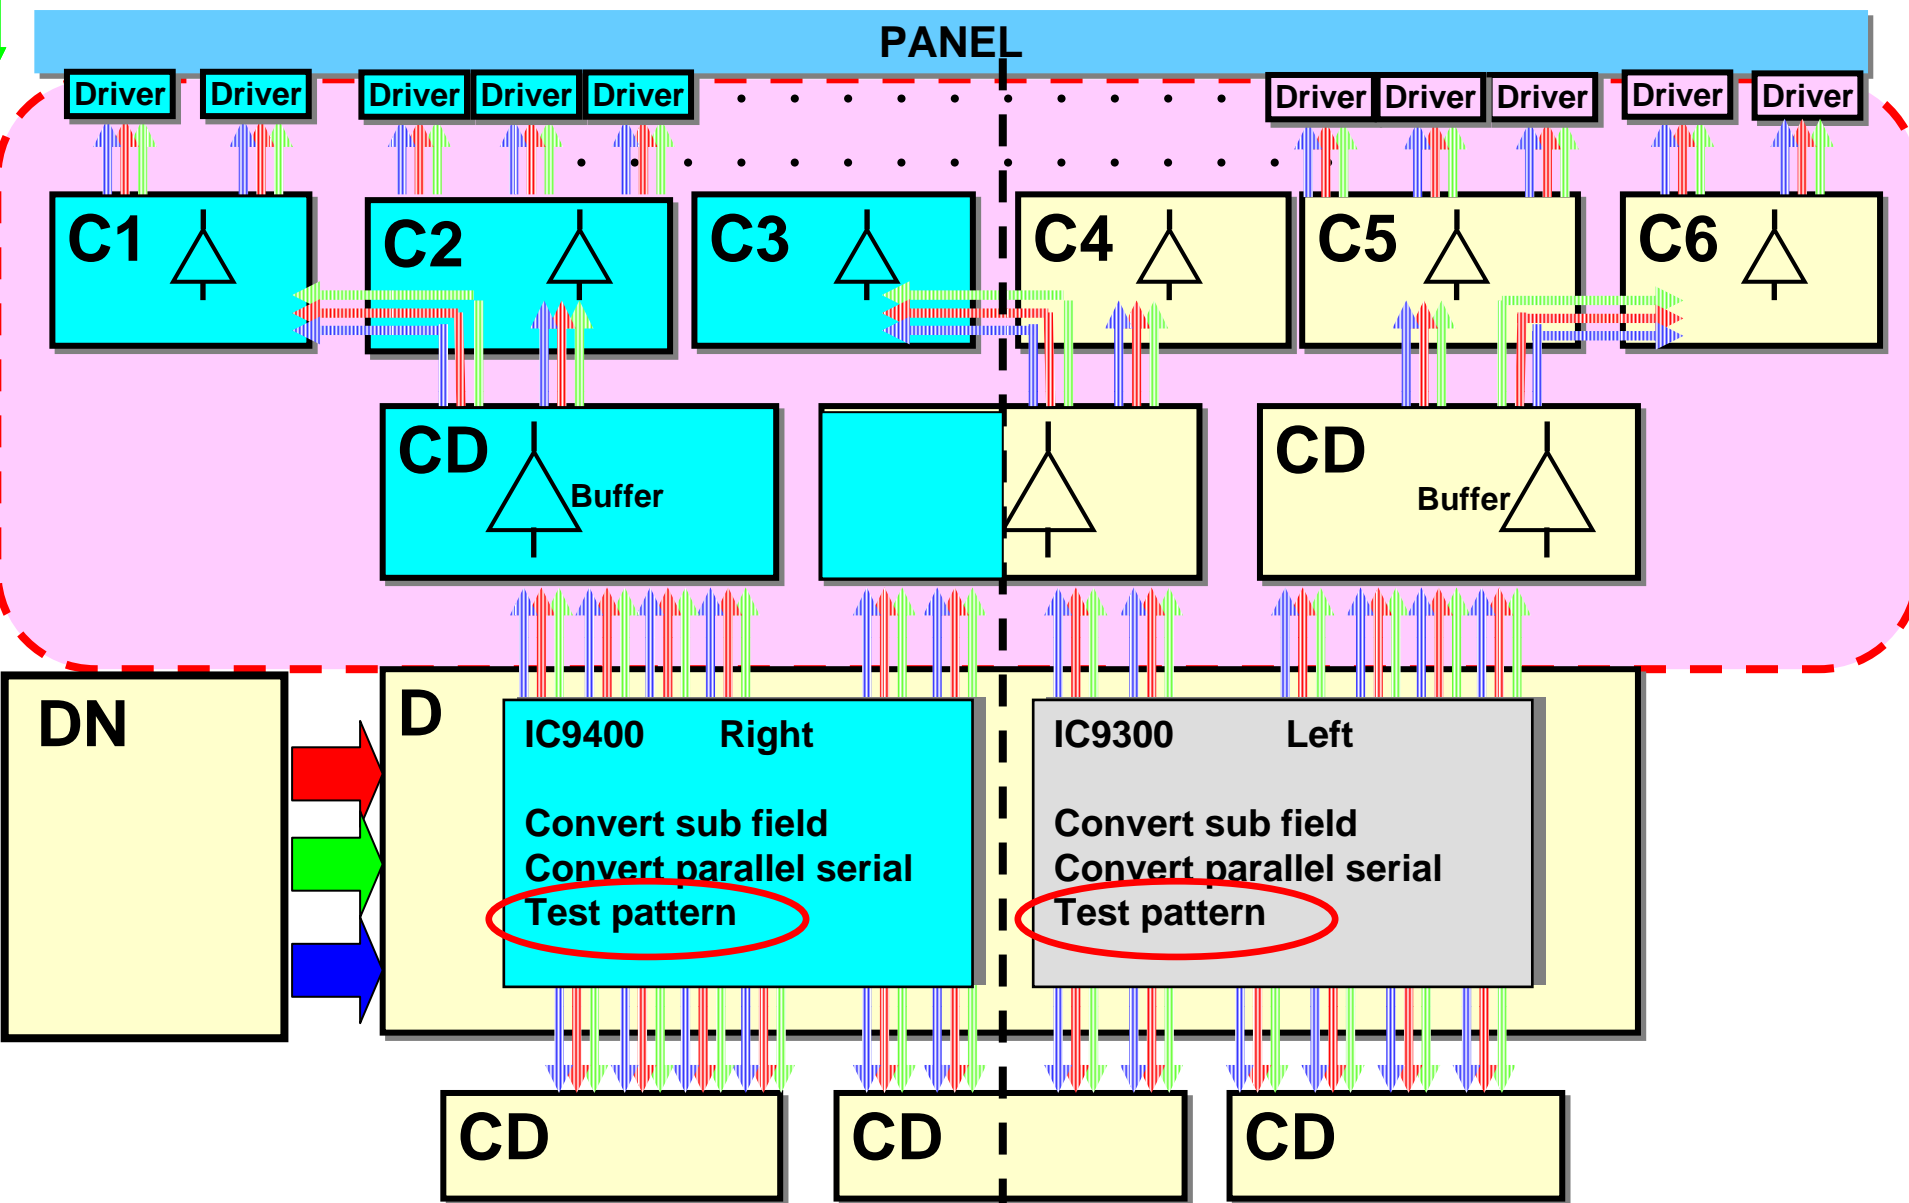 PANEL
Driver Driver Driver Driver Driver Driver Driver Driver Driver Driver
C1 C2 C3 C4 C5 C6
CD Buffer
CD Buffer
DN
D
IC9400 Right
Convert sub field
Convert parallel serial
Test pattern
IC9300 Left
Convert sub field
Convert parallel serial
Test pattern
CD CD CD